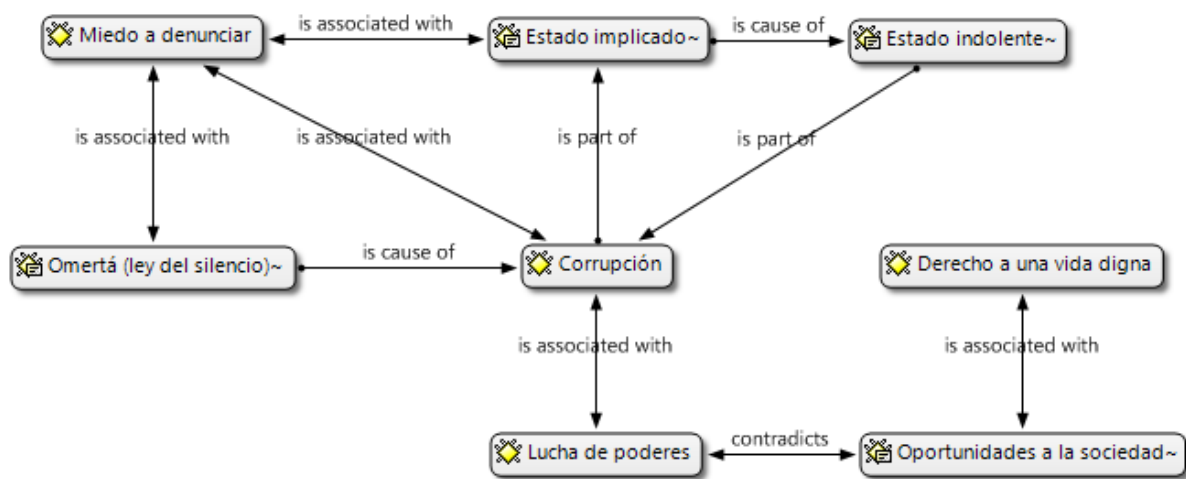 is associated with
Miedo a denunciar
Estado implicado~
is cause of
Estado indolente~
is associated with
is associated with
is part of
is part of
Omertá (ley del silencio)~
is cause of
Corrupción
Derecho a una vida digna
is associated with
is associated with
Lucha de poderes
contradicts
Oportunidades a la sociedad~